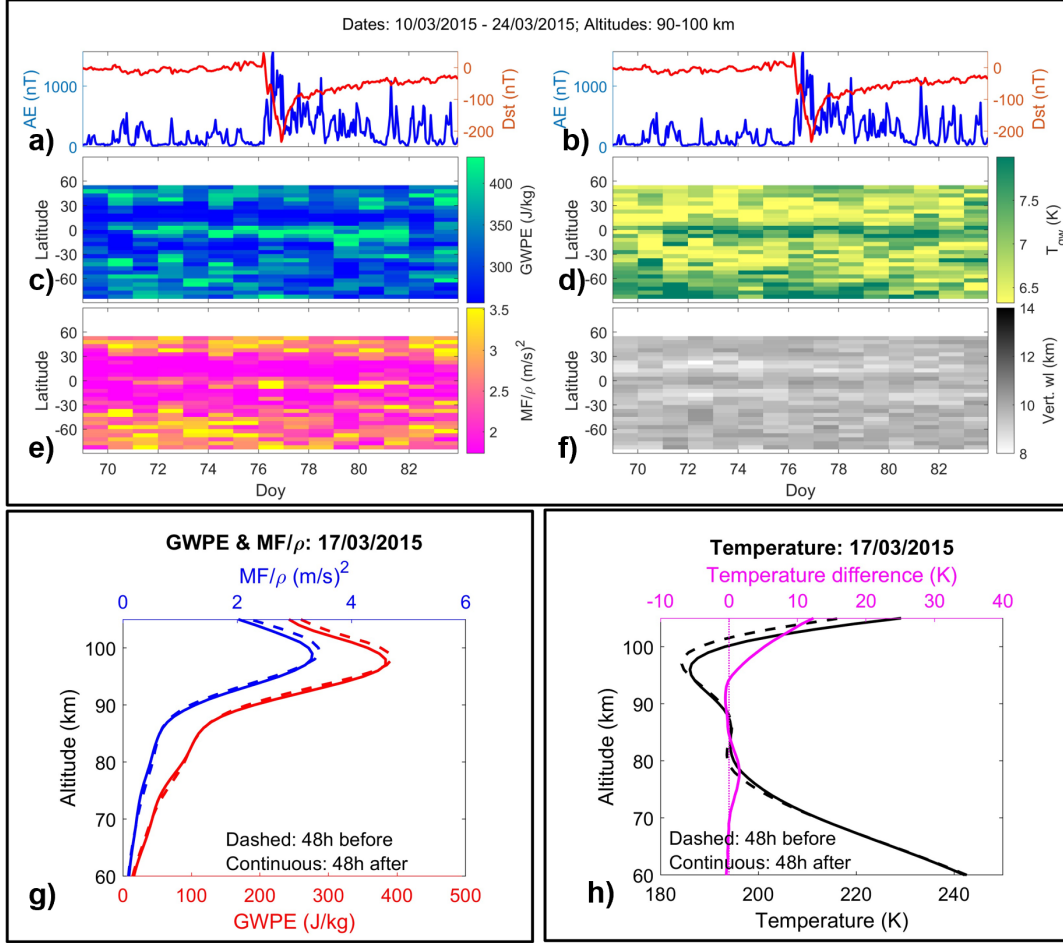 Dates: 10/03/2015 - 24/03/2015; Altitudes: 90-100 km
AE (nT)
1000
0
a)
0
-100
-200
Dst (nT)
AE (nT)
1000
0
b)
0
-100
-200
Dst (nT)
Latitude
60
30
0
-30
-60
c)
400
350
300
GWPE (J/kg)
Latitude
60
30
0
-30
-60
d)
7.5
7
6.5
T
(K)
Latitude
60
30
0
-30
-60
e)
70 72 74 76 78 80 82
Doy
3.5
3
2.5
2
MF/ρ (m/s)²
Latitude
60
30
0
-30
-60
f)
70 72 74 76 78 80 82
Doy
14
12
10
8
Vert. wl (km)
GWPE & MF/ρ: 17/03/2015
MF/ρ (m/s)²
0 2 4 6
Altitude (km)
100
90
80
70
60
Dashed: 48h before
Continuous: 48h after
g)
0 100 200 300 400 500
GWPE (J/kg)
Temperature: 17/03/2015
Temperature difference (K)
-10 0 10 20 30 40
Altitude (km)
100
90
80
70
60
Dashed: 48h before
Continuous: 48h after
h)
180 200 220 240
Temperature (K)